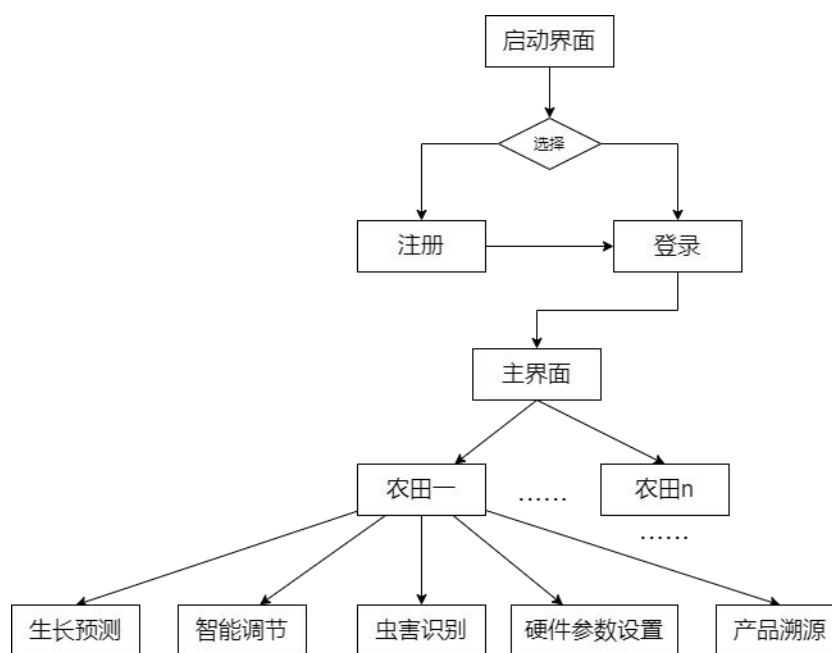 启动界面
选择
注册
登录
主界面
农田一
……
农田n
……
生长预测
智能调节
虫害识别
硬件参数设置
产品溯源